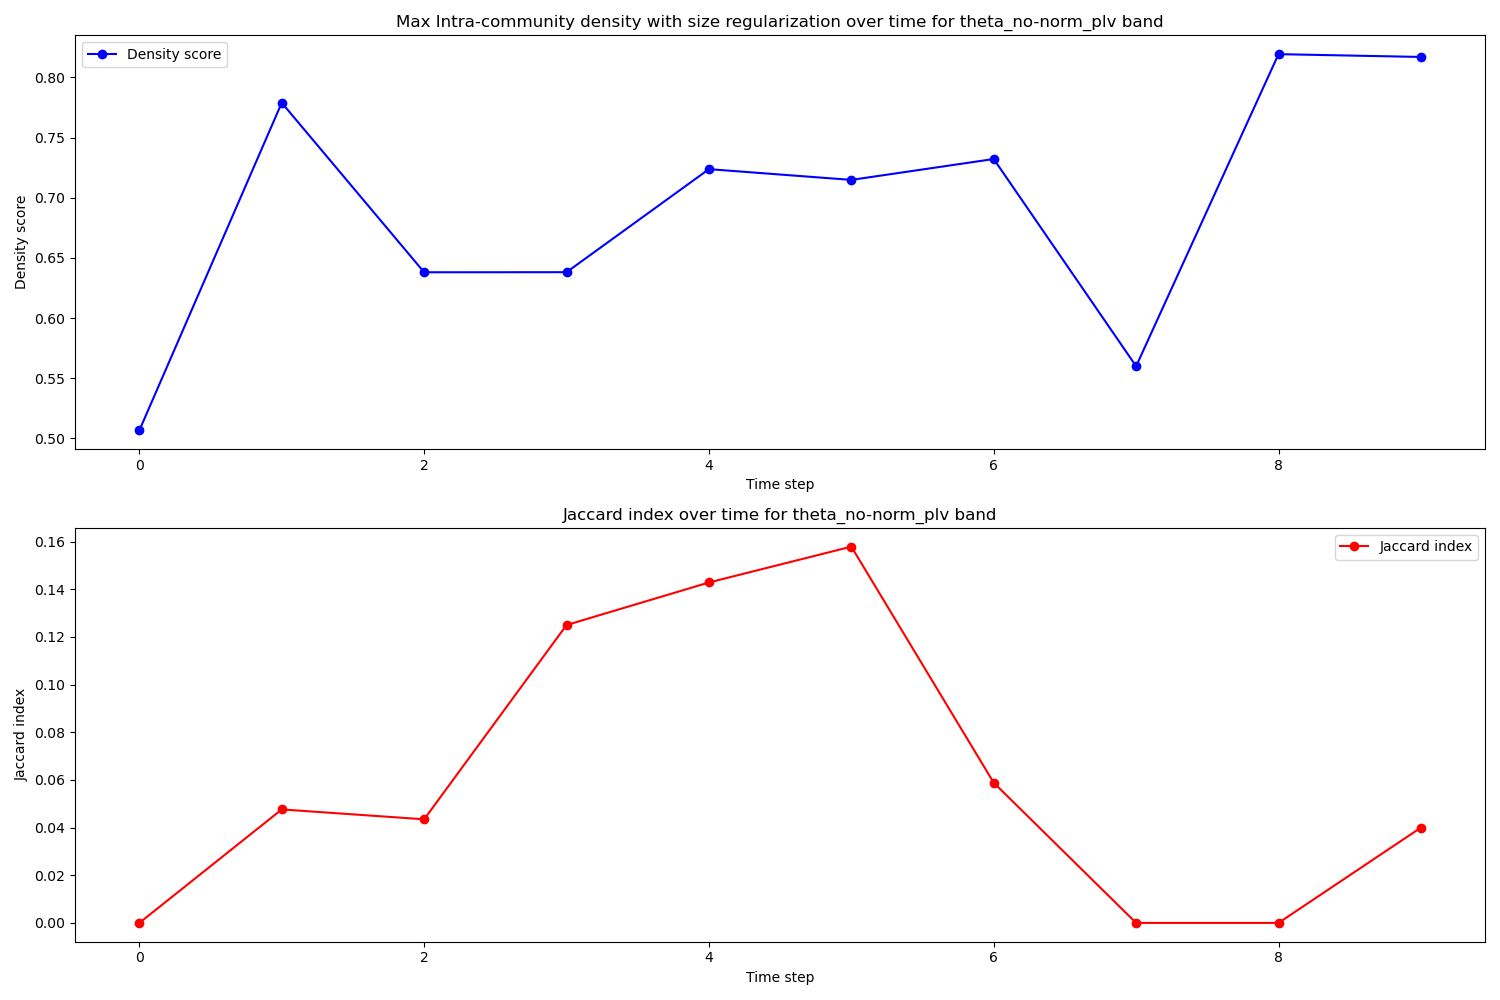 Max Intra-community density with size regularization over time for theta_no-norm_plv band
Density score
0.80
0.75
0.70
0.65
0.60
0.55
0.50
Density score
0 2 4 6 8
Time step
Jaccard index over time for theta_no-norm_plv band
Jaccard index
0.16
0.14
0.12
0.10
0.08
0.06
0.04
0.02
0.00
Jaccard index
0 2 4 6 8
Time step